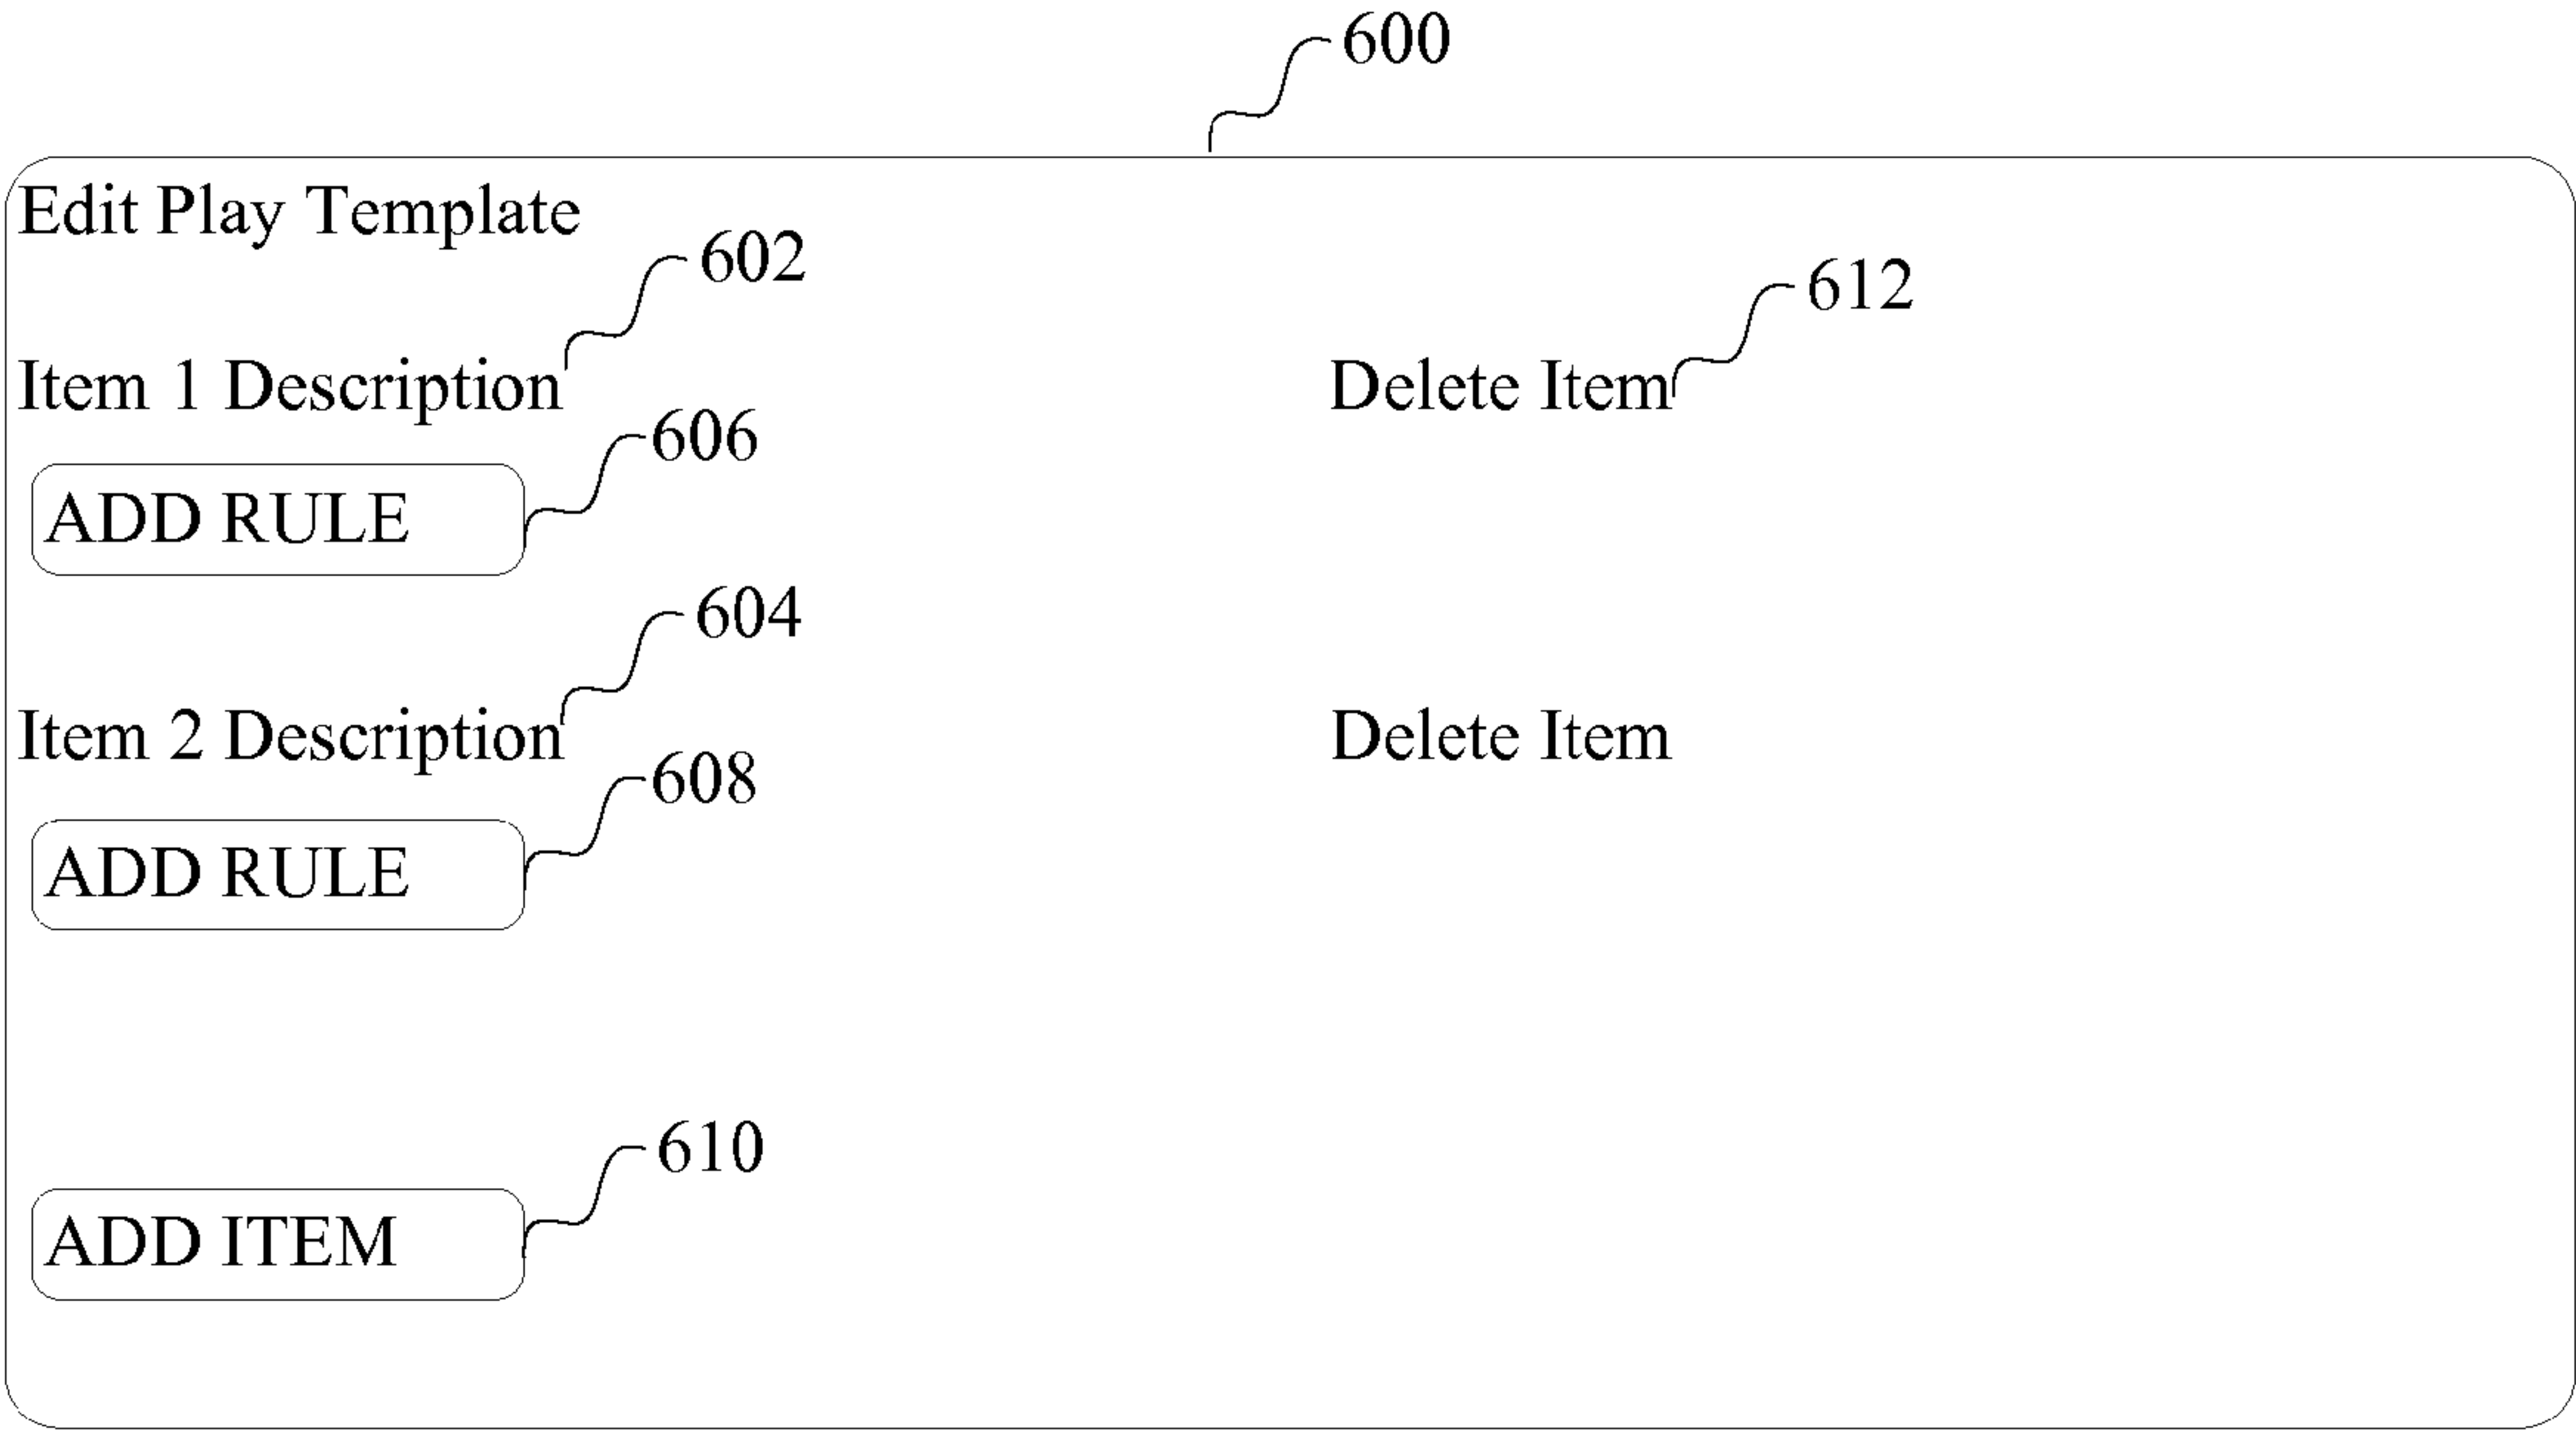 600
Edit Play Template
602
612
Item 1 Description Delete Item
606
ADD RULE
604
Item 2 Description Delete Item
608
ADD RULE
610
ADD ITEM